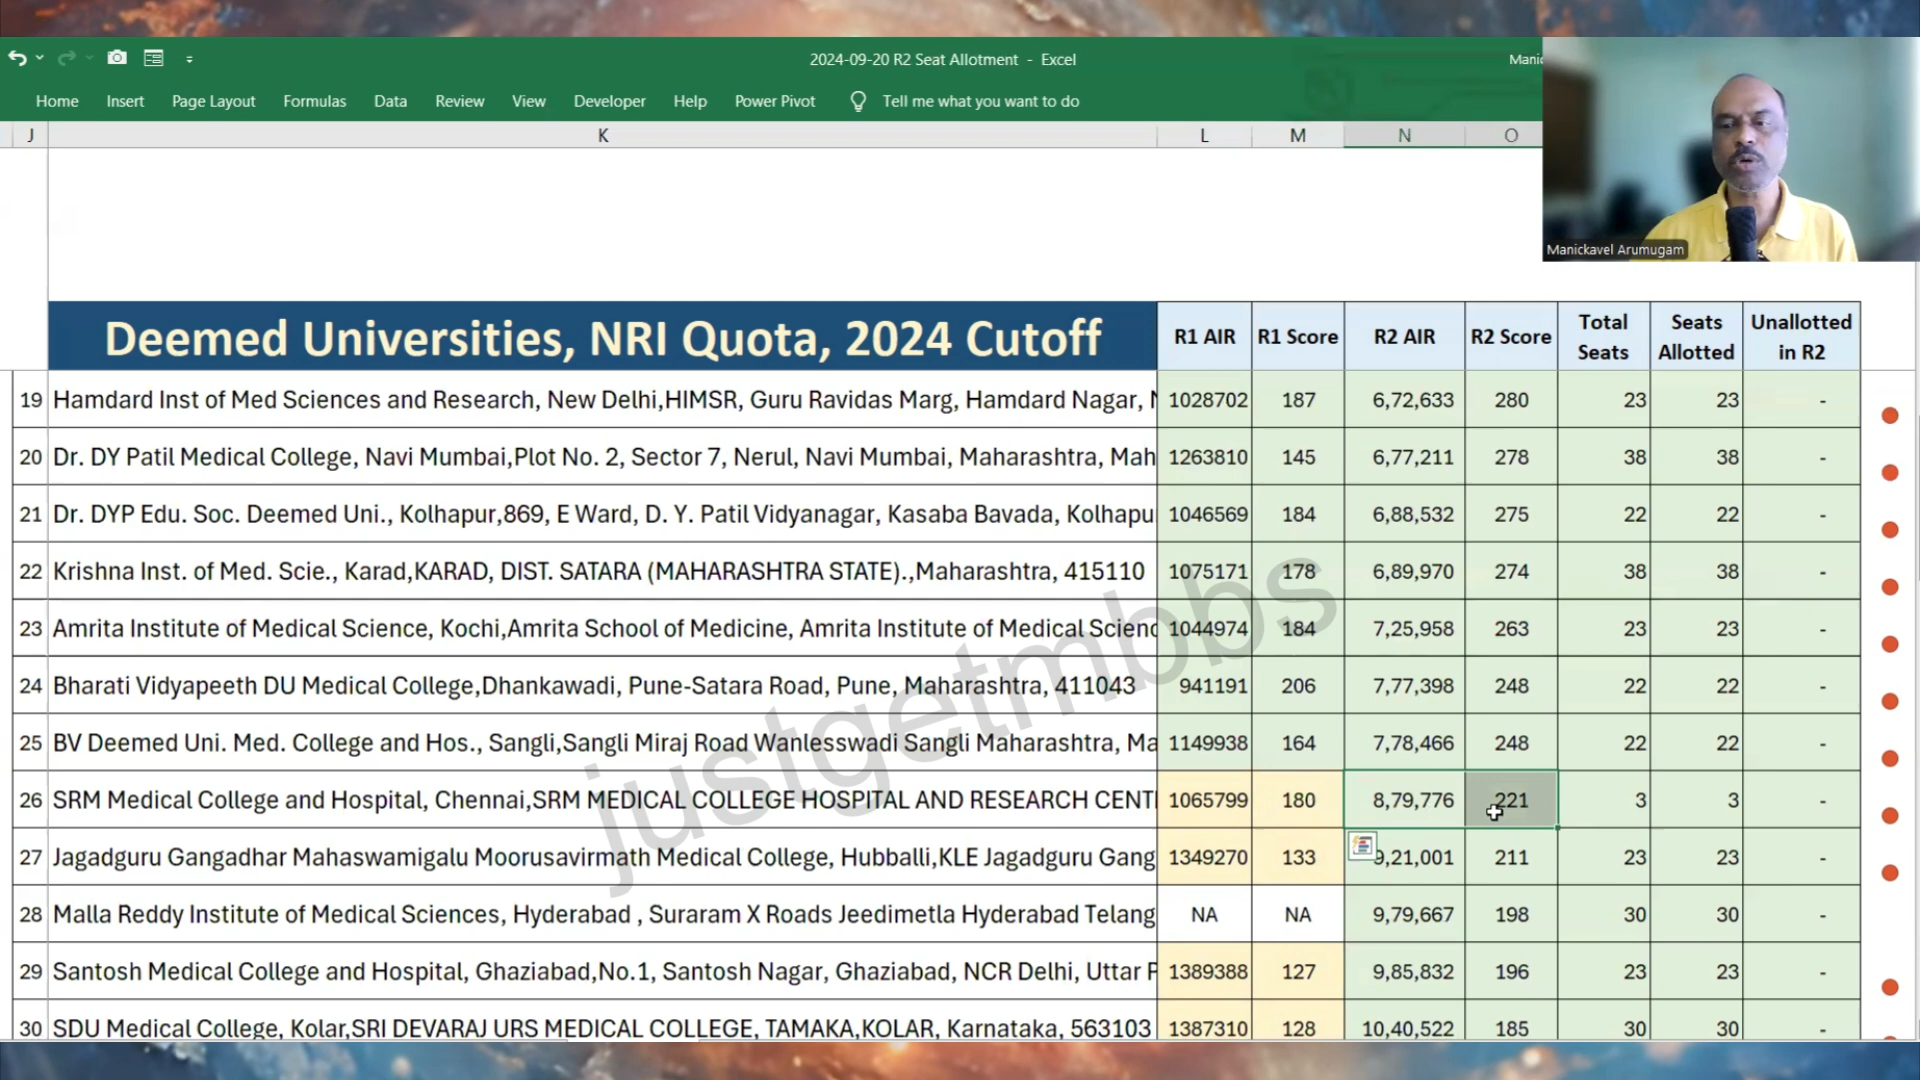 2024-09-20 R2 Seat Allotment - Excel
Home Insert Page Layout Formulas Data Review View Developer Help Power Pivot Tell me what you want to do
J K L M N O
Manickavel Arumugam
Deemed Universities, NRI Quota, 2024 Cutoff R1 AIR R1 Score R2 AIR R2 Score Total Seats Seats Allotted Unallotted in R2
19 Hamdard Inst of Med Sciences and Research, New Delhi,HIMSR, Guru Ravidas Marg, Hamdard Nagar, 1028702 187 6,72,633 280 23 23 -
20 Dr. DY Patil Medical College, Navi Mumbai,Plot No. 2, Sector 7, Nerul, Navi Mumbai, Maharashtra, Mah 1263810 145 6,77,211 278 38 38 -
21 Dr. DYP Edu. Soc. Deemed Uni., Kolhapur,869, E Ward, D. Y. Patil Vidyanagar, Kasaba Bavada, Kolhapu 1046569 184 6,88,532 275 22 22 -
22 Krishna Inst. of Med. Scie., Karad,KARAD, DIST. SATARA (MAHARASHTRA STATE).,Maharashtra, 415110 1075171 178 6,89,970 274 38 38 -
23 Amrita Institute of Medical Science, Kochi,Amrita School of Medicine, Amrita Institute of Medical Scienc 1044974 184 7,25,958 263 23 23 -
24 Bharati Vidyapeeth DU Medical College,Dhankawadi, Pune-Satara Road, Pune, Maharashtra, 411043 941191 206 7,77,398 248 22 22 -
25 BV Deemed Uni. Med. College and Hos., Sangli,Sangli Miraj Road Wanlesswadi Sangli Maharashtra, Ma 1149938 164 7,78,466 248 22 22 -
26 SRM Medical College and Hospital, Chennai,SRM MEDICAL COLLEGE HOSPITAL AND RESEARCH CENT 1065799 180 8,79,776 221 3 3 -
27 Jagadguru Gangadhar Mahaswamigalu Moorusavirmath Medical College, Hubballi,KLE Jagadguru Gang 1349270 133 9,21,001 211 23 23 -
28 Malla Reddy Institute of Medical Sciences, Hyderabad , Suraram X Roads Jeedimetla Hyderabad Telang NA NA 9,79,667 198 30 30 -
29 Santosh Medical College and Hospital, Ghaziabad,No.1, Santosh Nagar, Ghaziabad, NCR Delhi, Uttar 1389388 127 9,85,832 196 23 23 -
30 SDU Medical College, Kolar,SRI DEVARAJ URS MEDICAL COLLEGE, TAMAKA,KOLAR, Karnataka, 563103 1387310 128 10,40,522 185 30 30 -
justgetmbbs